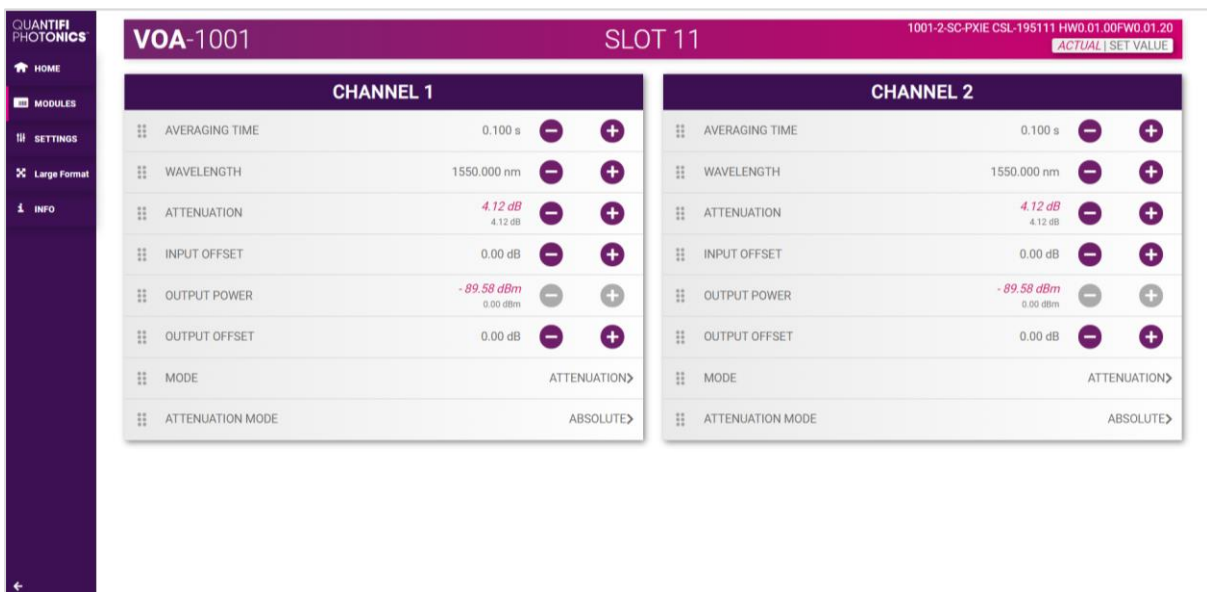 QUANTIFI
PHOTONICS
HOME
MODULES
SETTINGS
Large Format
INFO
VOA-1001
SLOT 11
1001-2-SC-PXIE CSL-195111 HW0.01.00FW0.01.20
ACTUAL | SET VALUE
CHANNEL 1
AVERAGING TIME 0.100 s
WAVELENGTH 1550.000 nm
ATTENUATION 4.12 dB
4.12 dB
INPUT OFFSET 0.00 dB
OUTPUT POWER - 89.58 dBm
0.00 dBm
OUTPUT OFFSET 0.00 dB
MODE ATTENUATION
ATTENUATION MODE ABSOLUTE
CHANNEL 2
AVERAGING TIME 0.100 s
WAVELENGTH 1550.000 nm
ATTENUATION 4.12 dB
4.12 dB
INPUT OFFSET 0.00 dB
OUTPUT POWER - 89.58 dBm
0.00 dBm
OUTPUT OFFSET 0.00 dB
MODE ATTENUATION
ATTENUATION MODE ABSOLUTE